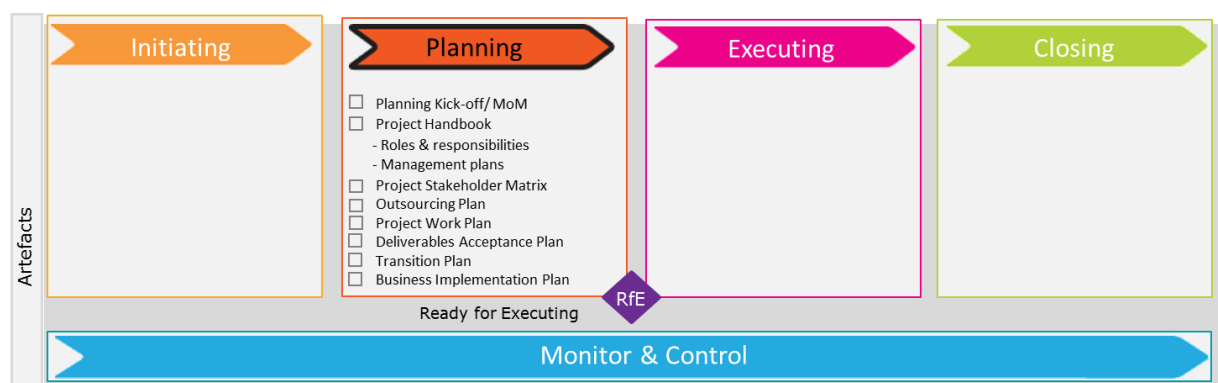 Artefacts
Initiating
Planning
Planning Kick-off/ MoM
Project Handbook
- Roles & responsibilities
- Management plans
Project Stakeholder Matrix
Outsourcing Plan
Project Work Plan
Deliverables Acceptance Plan
Transition Plan
Business Implementation Plan
Executing
Closing
RfE
Ready for Executing
Monitor & Control